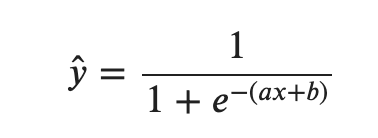 ŷ = 1 / (1 + e^{-(ax+b)})